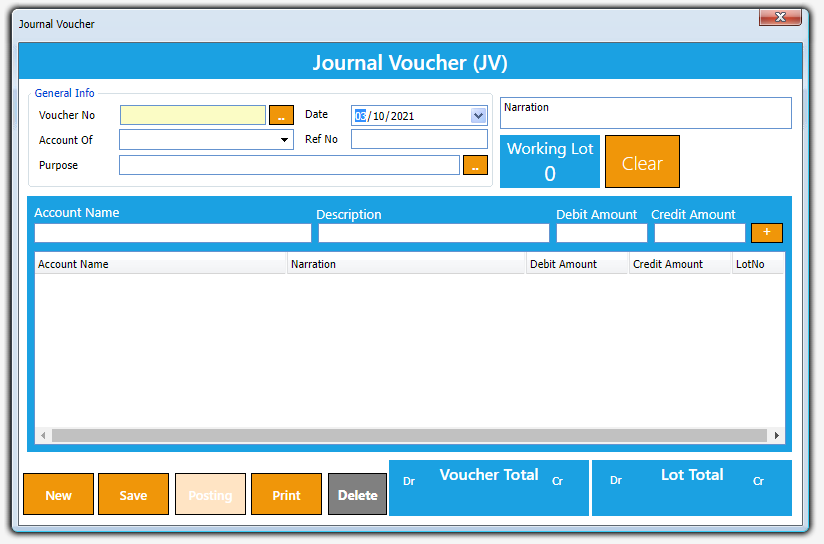 Journal Voucher
Journal Voucher (JV)
General Info
Voucher No
..
Date
03/10/2021
Account Of
Ref No
Purpose
..
Narration
Working Lot
0
Clear
Account Name
Description
Debit Amount
Credit Amount
+
Account Name
Narration
Debit Amount
Credit Amount
LotNo
New
Save
Posting
Print
Delete
Dr
Voucher Total
Cr
Dr
Lot Total
Cr